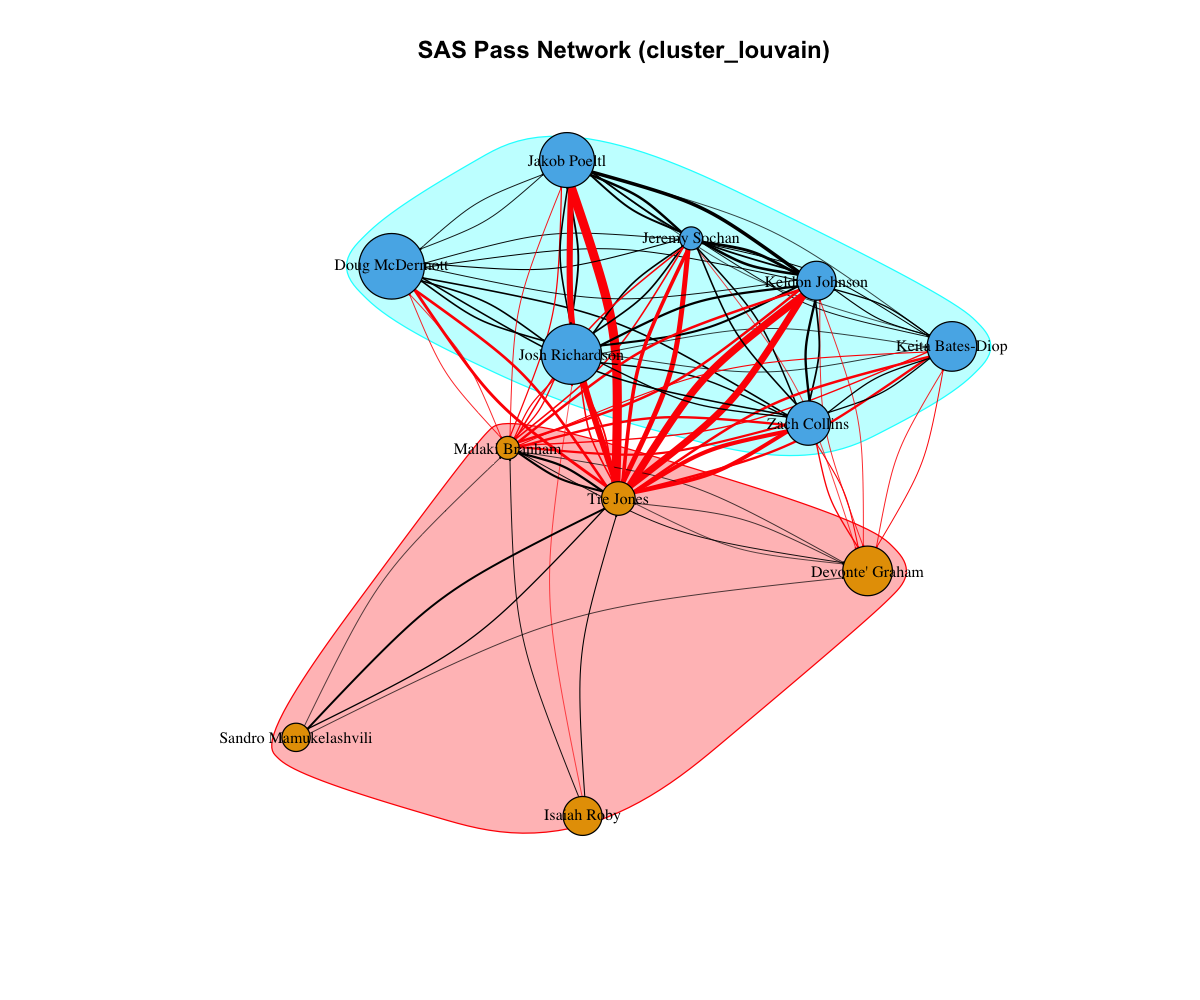 SAS Pass Network (cluster_louvain)
Jakob Poeltl
Jeremy Sochan
Doug McDermott
Keldon Johnson
Keita Bates-Diop
Josh Richardson
Zach Collins
Malaki Branham
Tre Jones
Devonte' Graham
Sandro Mamukelashvili
Isaiah Roby